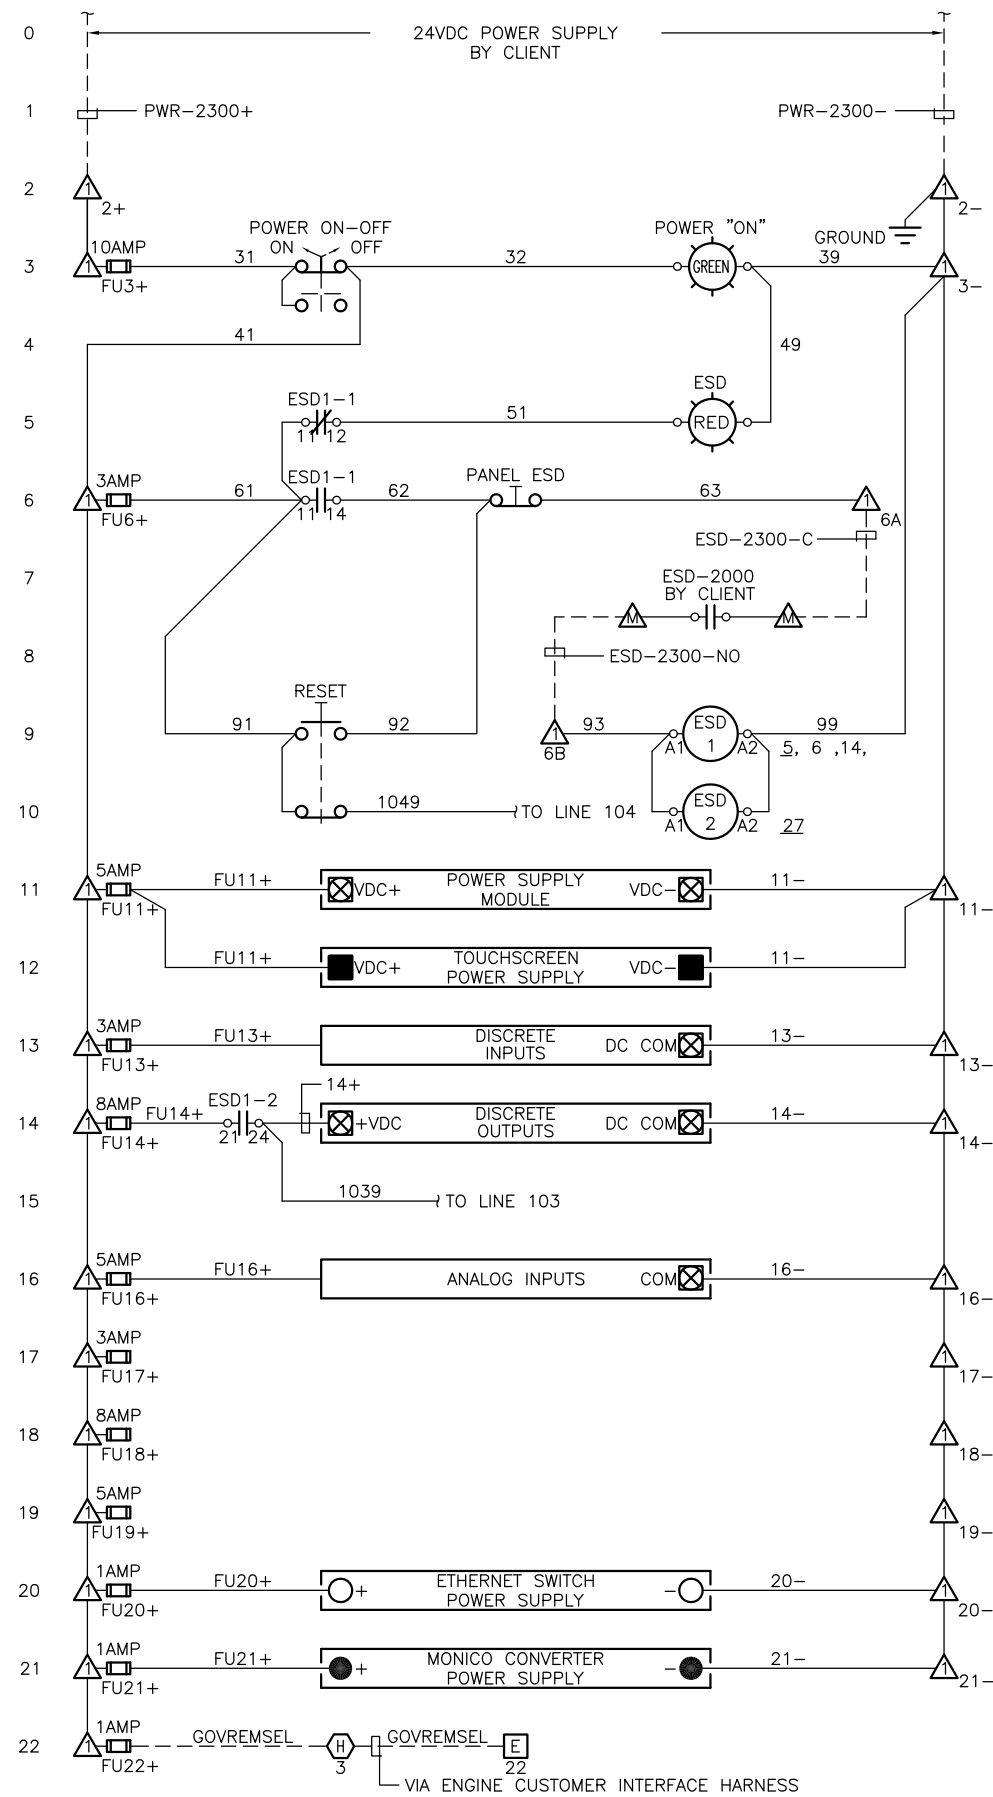 0 24VDC POWER SUPPLY
BY CLIENT
1 PWR-2300+ PWR-2300-
2 1 1
2+ 2-
POWER ON-OFF POWER "ON"
10AMP ON OFF GROUND
3 1 31 32 GREEN 39 1
FU3+ 3-
4 41 49
ESD1-1 ESD
5 51 RED
11 12
3AMP ESD1-1 PANEL ESD
6 1 61 62 63 1
FU6+ 11 14 6A
ESD-2300-C
7 ESD-2000
BY CLIENT
M M
8 ESD-2300-NO
RESET
9 91 92 1 93 ESD 99
1
6B A1 A2 5, 6 ,14,
10 1049 TO LINE 104 ESD
2
A1 A2 27
5AMP
11 1 FU11+ VDC+ POWER SUPPLY VDC- 11- 1
MODULE
FU11+ 11-
12 FU11+ VDC+ TOUCHSCREEN VDC- 11-
POWER SUPPLY
3AMP
13 1 FU13+ DISCRETE DC COM 13- 1
INPUTS
FU13+ 13-
14+
8AMP FU14+ ESD1-2
14 1 +VDC DISCRETE DC COM 14- 1
OUTPUTS
FU14+ 21 24 14-
15 1039 TO LINE 103
5AMP
16 1 FU16+ ANALOG INPUTS COM 16- 1
FU16+ 16-
3AMP
17 1 1
FU17+ 17-
8AMP
18 1 1
FU18+ 18-
5AMP
19 1 1
FU19+ 19-
1AMP
20 1 FU20+ + ETHERNET SWITCH - 20- 1
POWER SUPPLY
FU20+ 20-
1AMP
21 1 FU21+ + MONICO CONVERTER - 21- 1
POWER SUPPLY
FU21+ 21-
1AMP
22 1 GOVREMSEL H GOVREMSEL E
FU22+ 3 22
VIA ENGINE CUSTOMER INTERFACE HARNESS